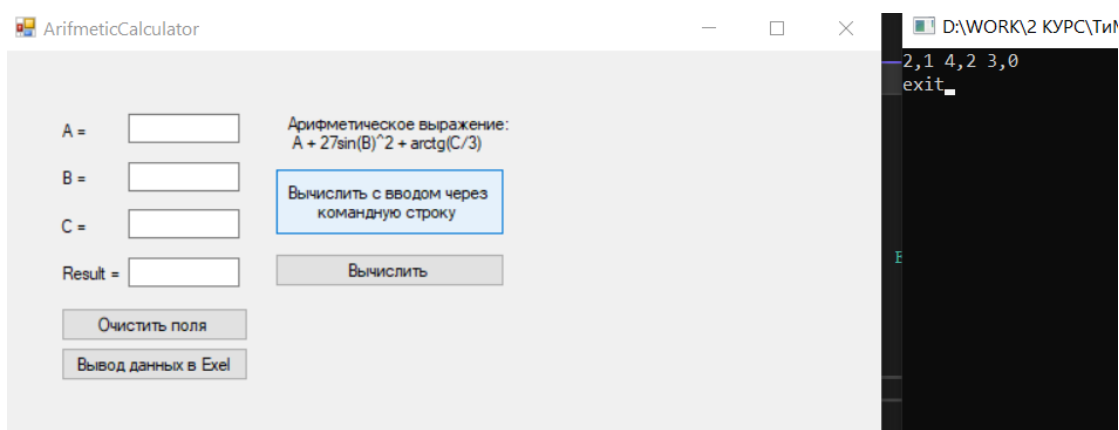 ArifmeticCalculator
A =
B =
C =
Result =
Арифметическое выражение:
A + 27sin(B)^2 + arctg(C/3)
Вычислить с вводом через
командную строку
Вычислить
Очистить поля
Вывод данных в Exel
D:\WORK\2 КУРС\ТиМ
2,1 4,2 3,0
exit